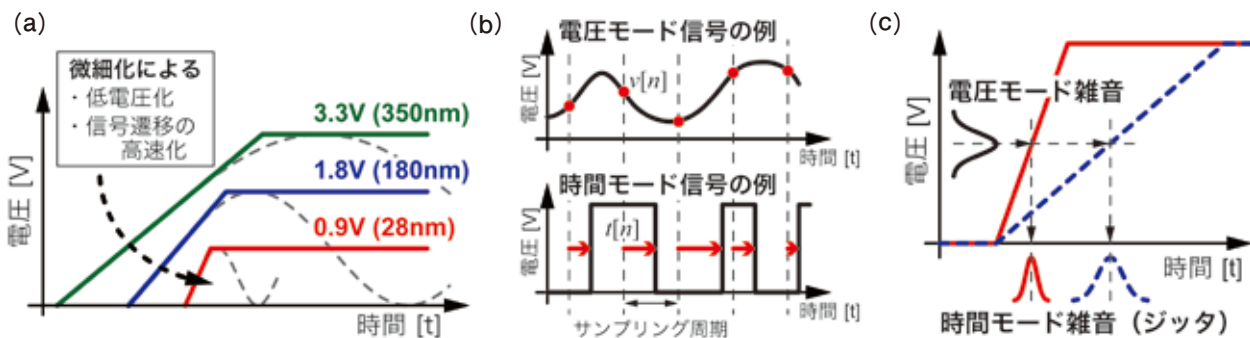 (a)
微細化による
・低電圧化
・信号遷移の
高速化
3.3V (350nm)
1.8V (180nm)
0.9V (28nm)
電圧 [V]
時間 [t]
(b)
電圧モード信号の例
電圧 [V]
v[n]
時間 [t]
時間モード信号の例
電圧 [V]
t[n]
時間 [t]
サンプリング周期
(c)
電圧モード雑音
電圧 [V]
時間 [t]
時間モード雑音（ジッタ）